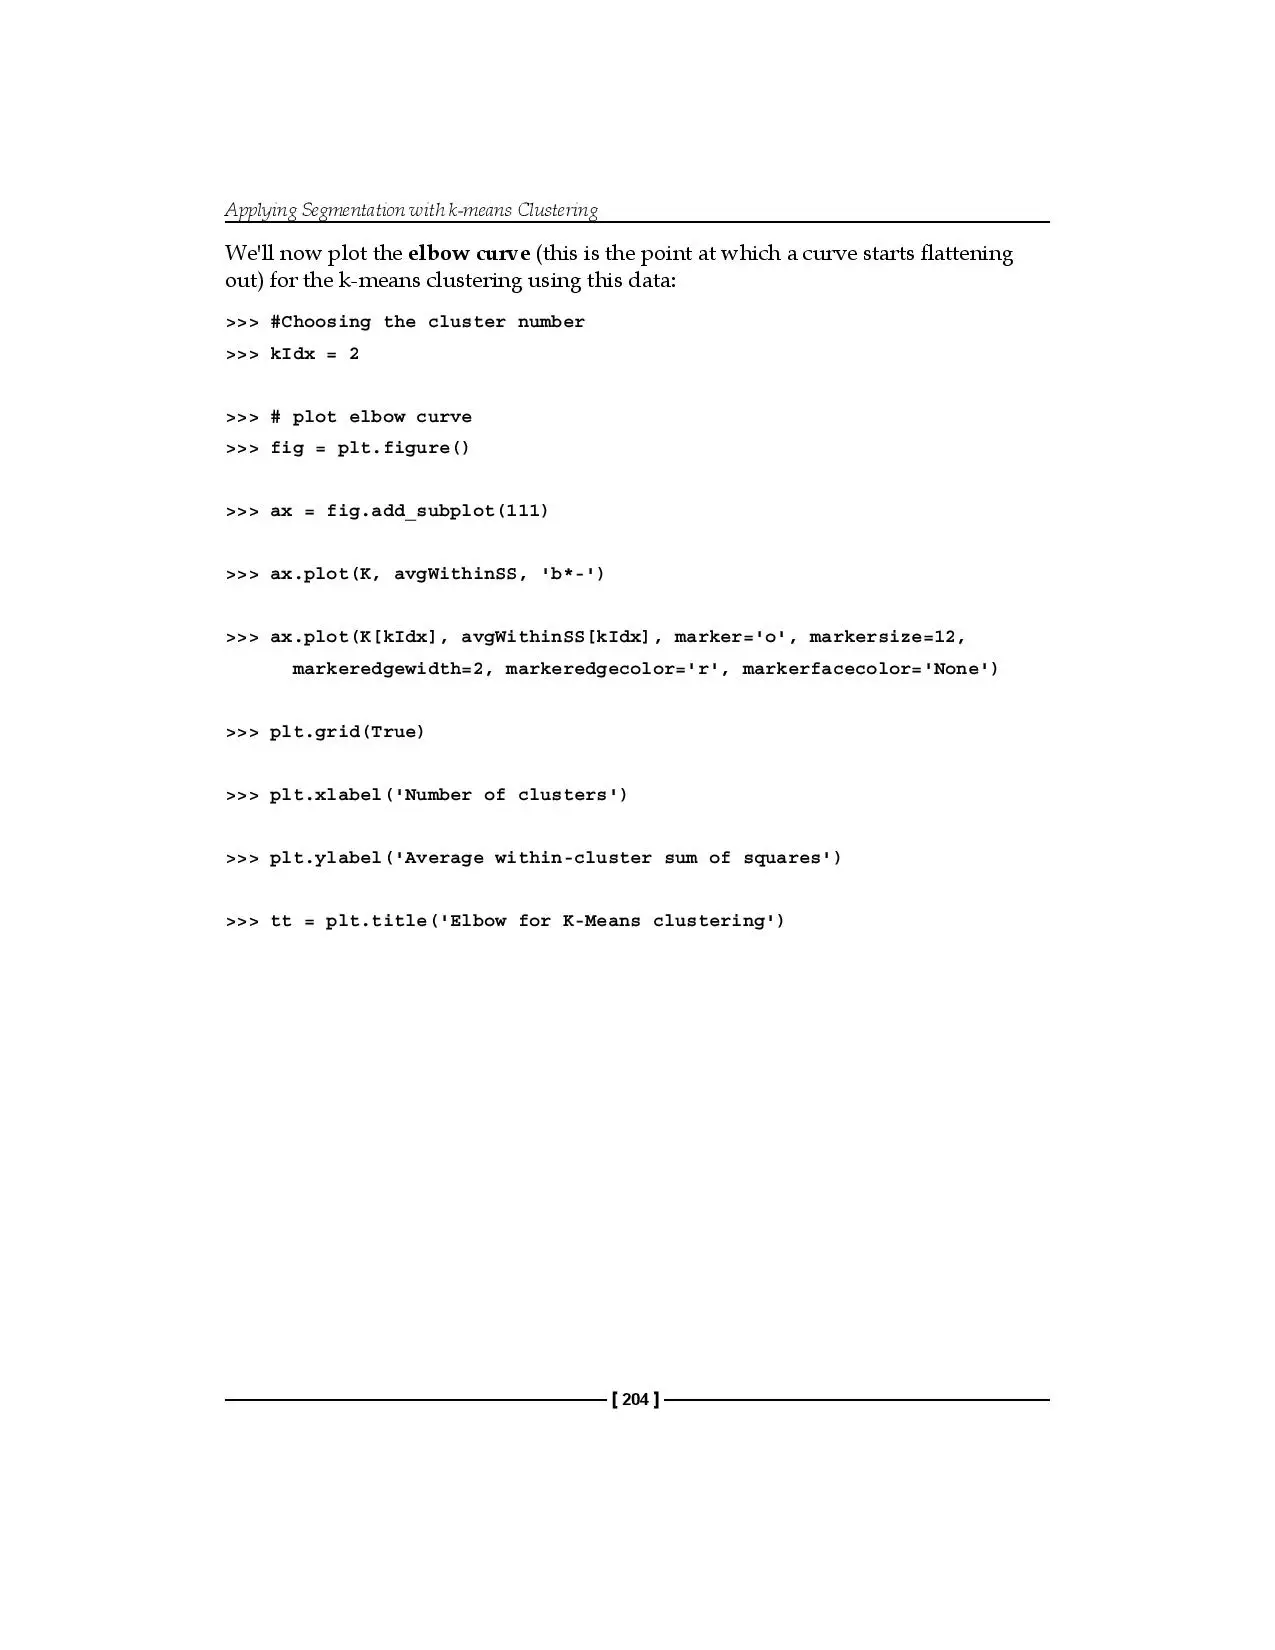 Applying Segmentation with k-means Clustering
We'll now plot the elbow curve (this is the point at which a curve starts flattening
out) for the k-means clustering using this data:
>>> #Choosing the cluster number
>>> kIdx = 2
>>> # plot elbow curve
>>> fig = plt.figure()
>>> ax = fig.add_subplot(111)
>>> ax.plot(K, avgWithinSS, 'b*-')
>>> ax.plot(K[kIdx], avgWithinSS[kIdx], marker='o', markersize=12,
markeredgewidth=2, markeredgecolor='r', markerfacecolor='None')
>>> plt.grid(True)
>>> plt.xlabel('Number of clusters')
>>> plt.ylabel('Average within-cluster sum of squares')
>>> tt = plt.title('Elbow for K-Means clustering')
[ 204 ]